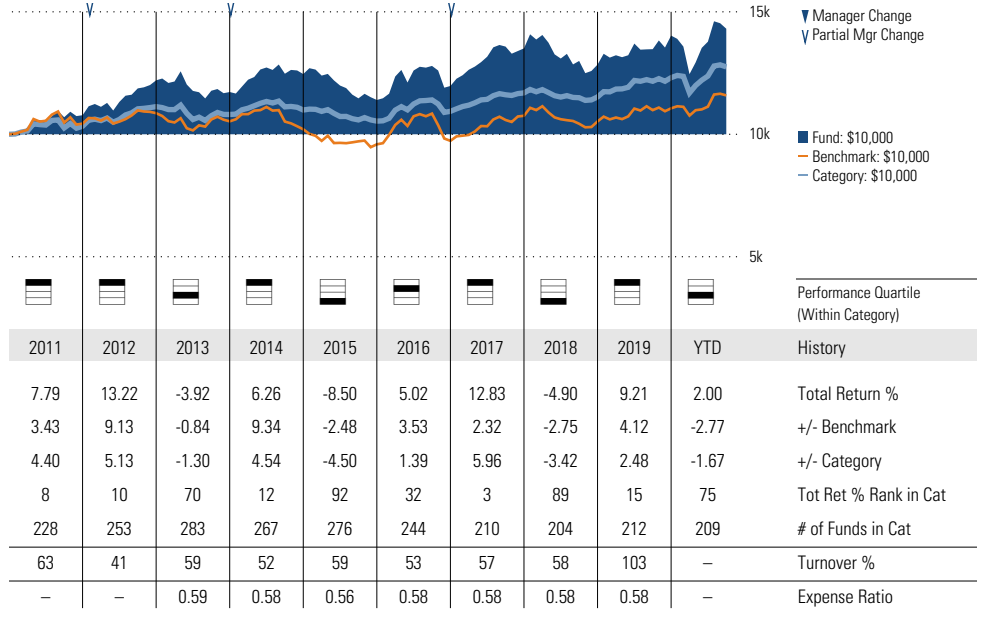 15k
Manager Change
Partial Mgr Change
10k
Fund: $10,000
Benchmark: $10,000
Category: $10,000
5k
Performance Quartile
(Within Category)
2011 2012 2013 2014 2015 2016 2017 2018 2019 YTD History
7.79 13.22 -3.92 6.26 -8.50 5.02 12.83 -4.90 9.21 2.00 Total Return %
3.43 9.13 -0.84 9.34 -2.48 3.53 2.32 -2.75 4.12 -2.77 +/- Benchmark
4.40 5.13 -1.30 4.54 -4.50 1.39 5.96 -3.42 2.48 -1.67 +/- Category
8 10 70 12 92 32 3 89 15 75 Tot Ret % Rank in Cat
228 253 283 267 276 244 210 204 212 209 # of Funds in Cat
63 41 59 52 59 53 57 58 103 – Turnover %
– – 0.59 0.58 0.56 0.58 0.58 0.58 0.58 – Expense Ratio